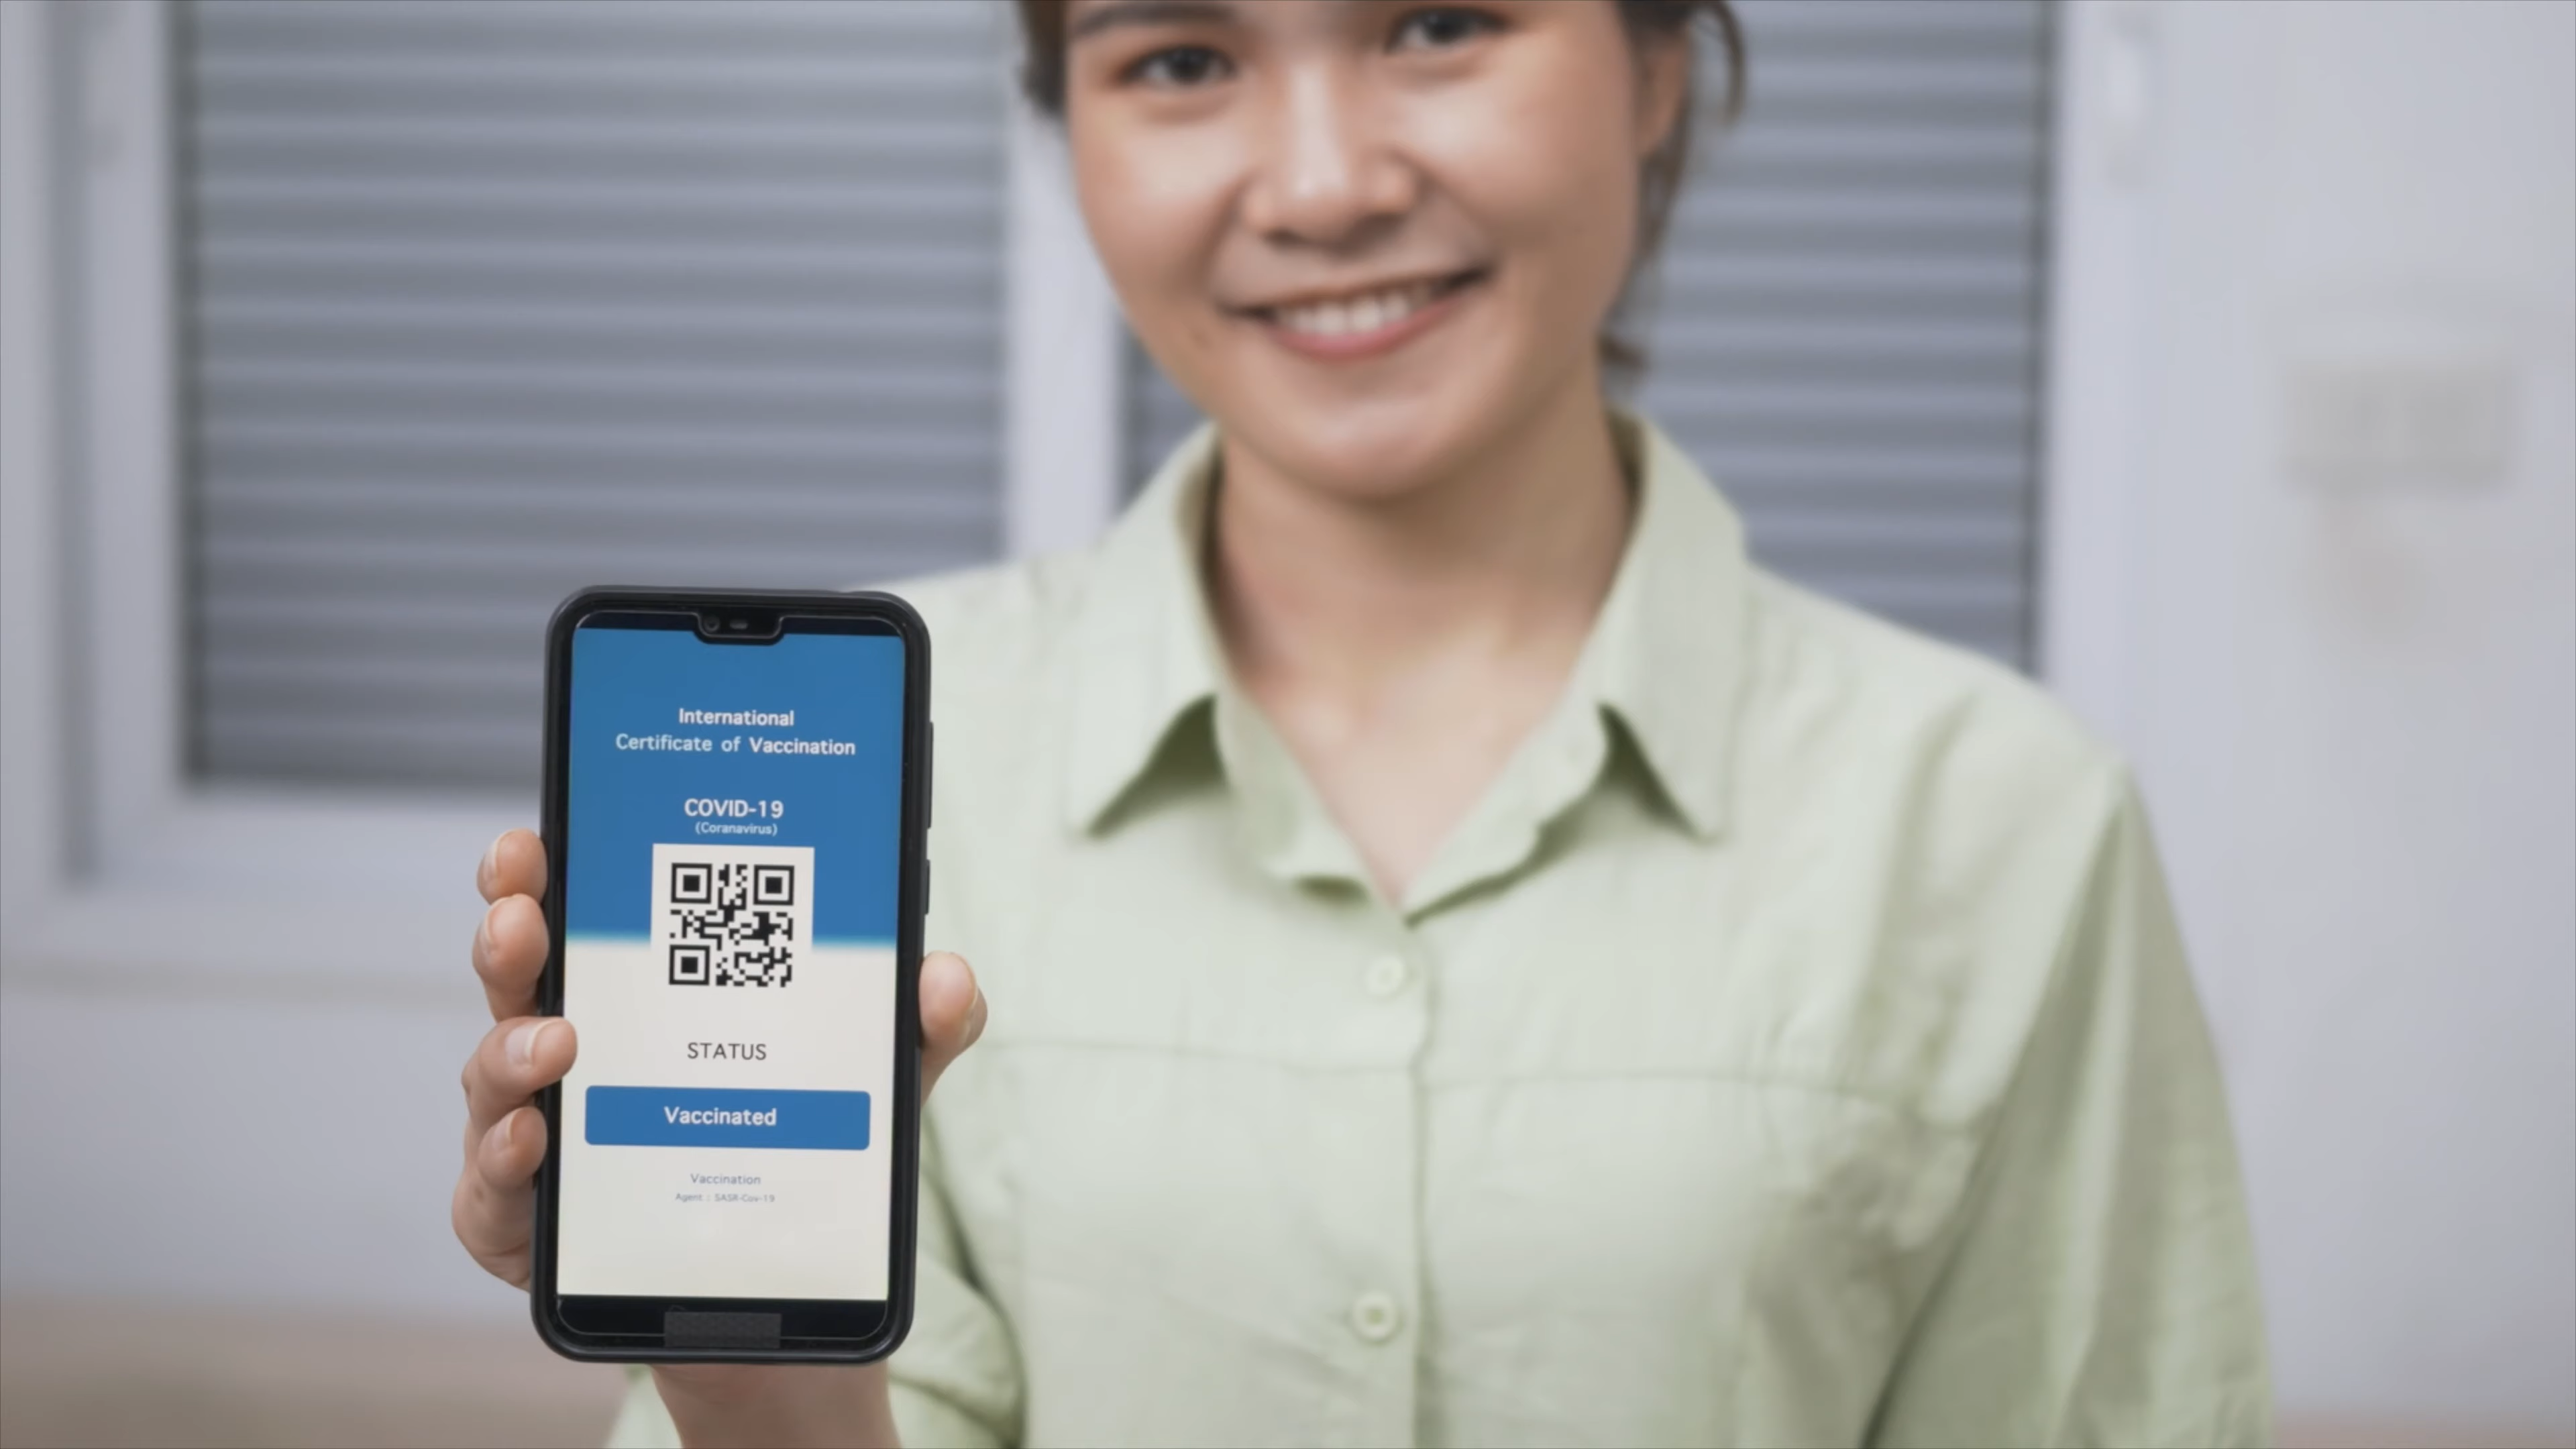 International
Certificate of Vaccination
COVID-19
(Coranavirus)
STATUS
Vaccinated
Vaccination
Agent : SASR-Cov-19